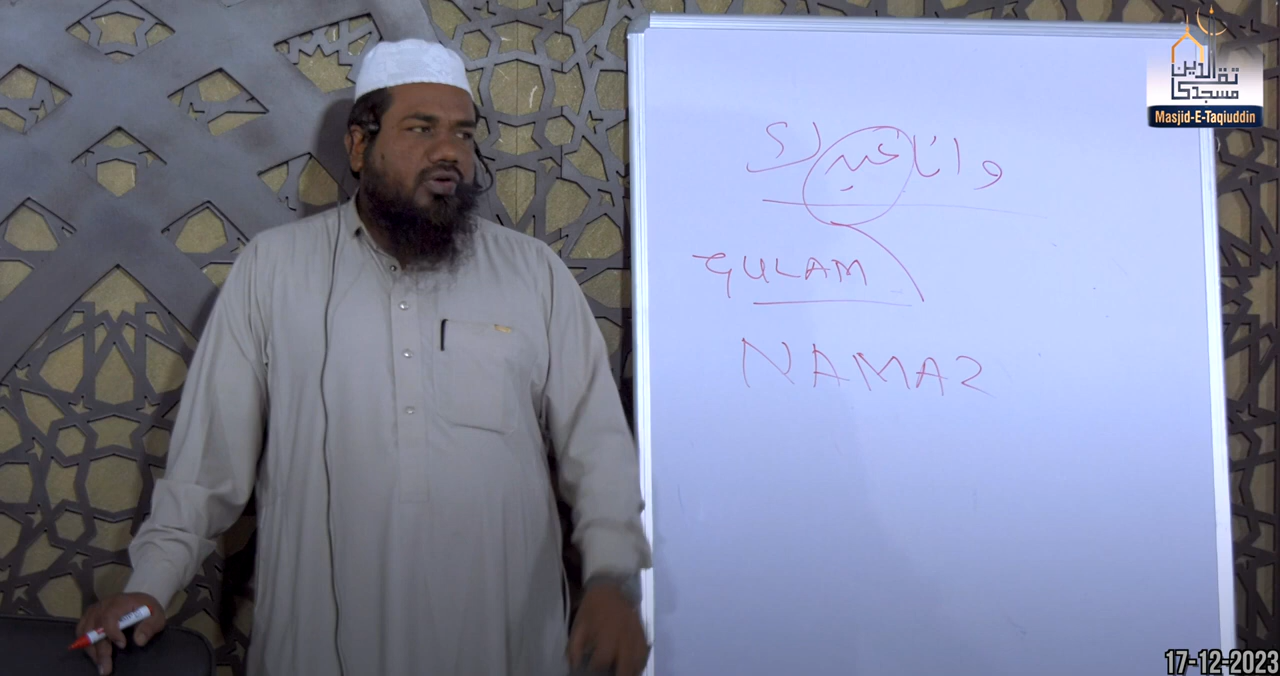 وانا عبدك
GULAM
NAMAZ
مسجد تقی الدین
Masjid-E-Taqiuddin
17-12-2023